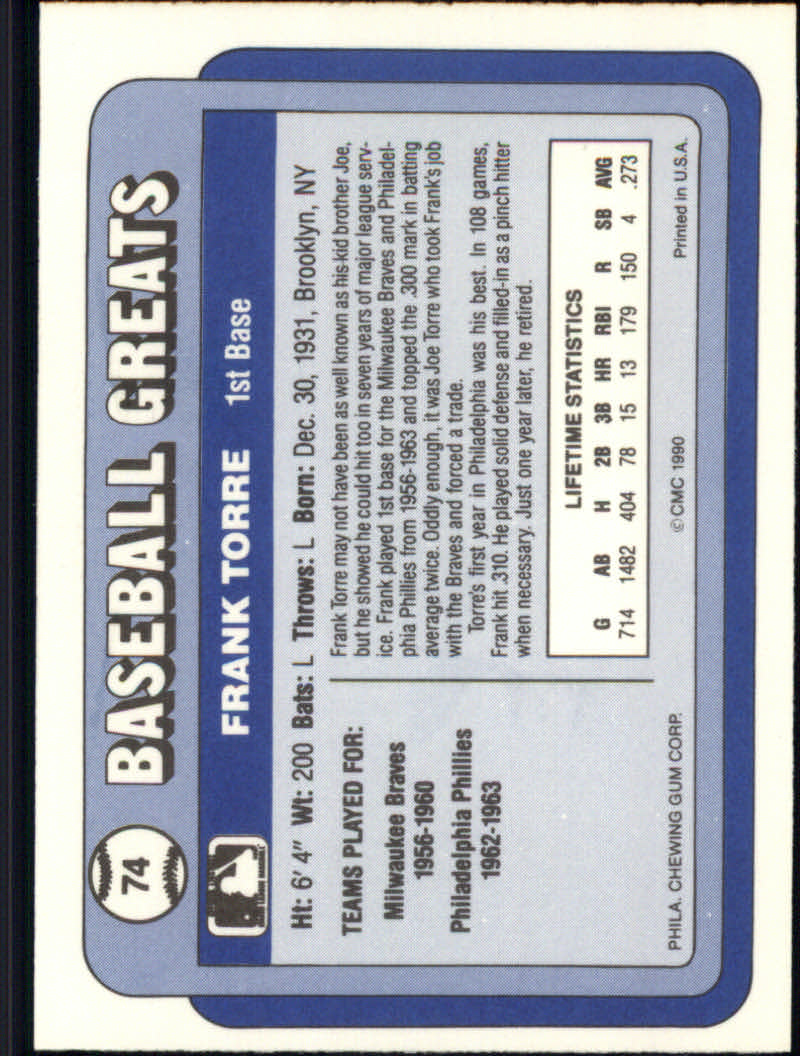 74
BASEBALL GREATS
FRANK TORRE 1st Base
Ht: 6' 4" Wt: 200 Bats: L Throws: L Born: Dec. 30, 1931, Brooklyn, NY
TEAMS PLAYED FOR:
Milwaukee Braves
1956-1960
Philadelphia Phillies
1962-1963
Frank Torre may not have been as well known as his kid brother Joe,
but he showed he could hit too in seven years of major league serv-
ice. Frank played 1st base for the Milwaukee Braves and Philadel-
phia Phillies from 1956-1963 and topped the .300 mark in batting
average twice. Oddly enough, it was Joe Torre who took Frank's job
with the Braves and forced a trade.
Torre's first year in Philadelphia was his best. In 108 games,
Frank hit .310. He played solid defense and filled-in as a pinch hitter
when necessary. Just one year later, he retired.
LIFETIME STATISTICS
G AB H 2B 3B HR RBI R SB AVG
714 1482 404 78 15 13 179 150 4 .273
PHILA. CHEWING GUM CORP. © CMC 1990 Printed in U.S.A.